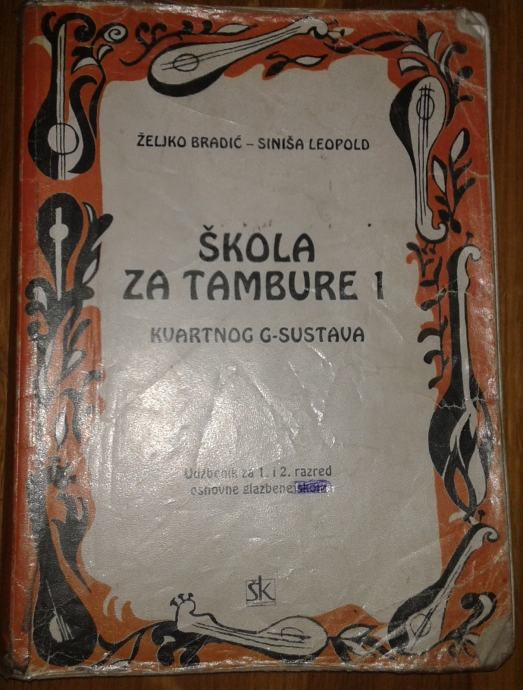 ŽELJKO BRADIĆ – SINIŠA LEOPOLD
ŠKOLA
ZA TAMBURE 1
KVARTNOG G-SUSTAVA
Udžbenik za 1. i 2. razred
osnovne glazbene škole
ŠK